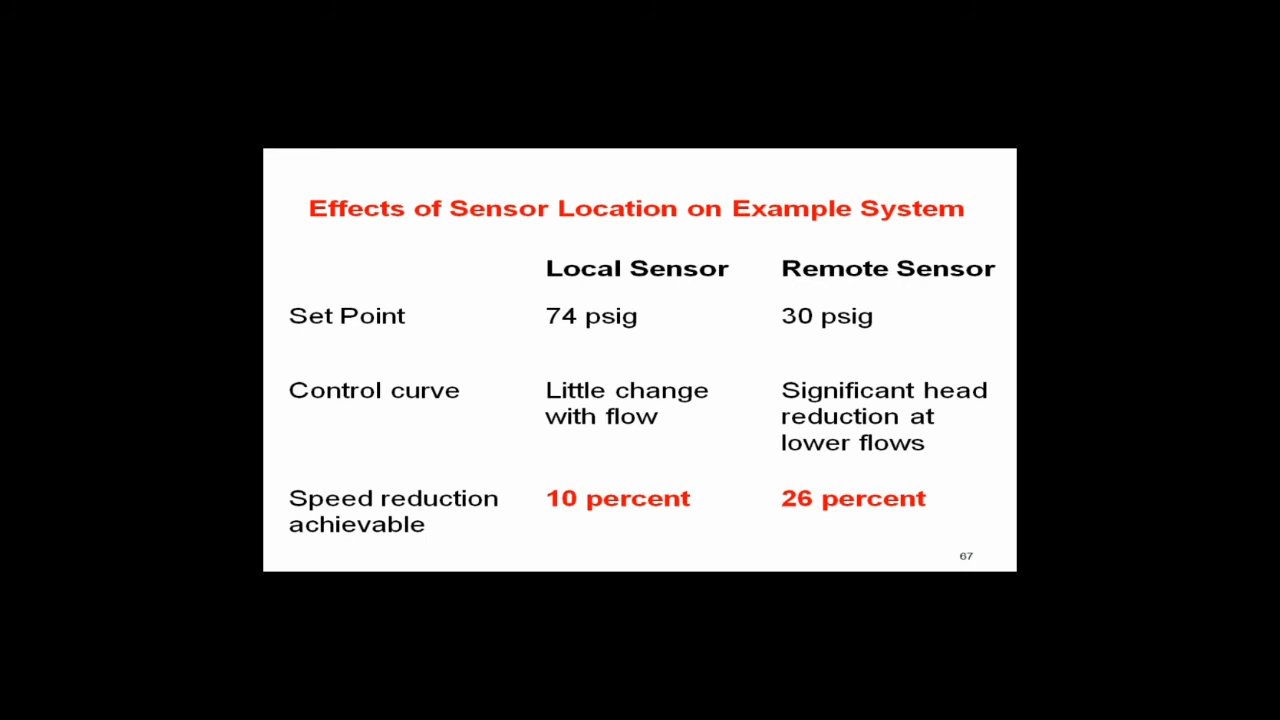 Effects of Sensor Location on Example System
Local Sensor Remote Sensor
Set Point 74 psig 30 psig
Control curve Little change Significant head
with flow reduction at
lower flows
Speed reduction 10 percent 26 percent
achievable
67